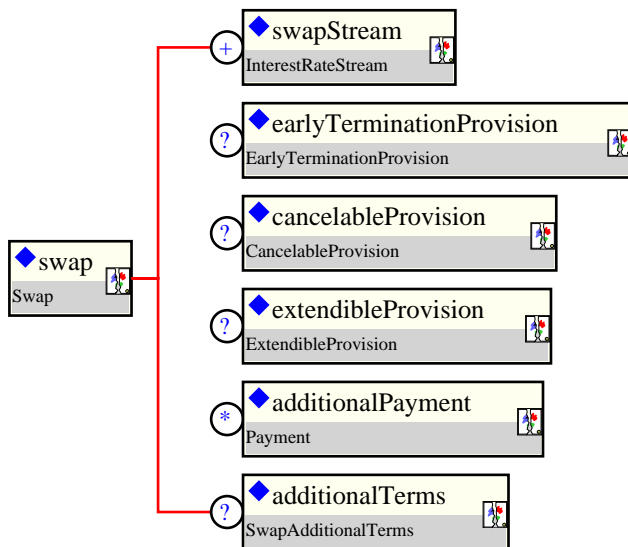 +
swapStream
InterestRateStream
?
earlyTerminationProvision
EarlyTerminationProvision
?
cancelableProvision
CancelableProvision
swap
Swap
?
extendibleProvision
ExtendibleProvision
*
additionalPayment
Payment
?
additionalTerms
SwapAdditionalTerms